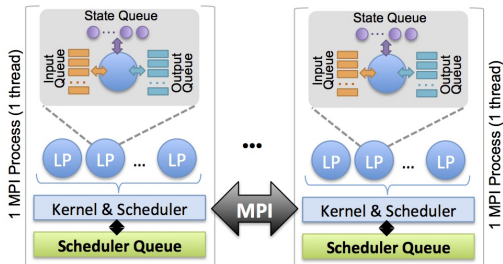 1 MPI Process (1 thread)
State Queue
Input Queue
Output Queue
LP
LP
...
LP
Kernel & Scheduler
Scheduler Queue
...
MPI
State Queue
Input Queue
Output Queue
LP
LP
...
LP
Kernel & Scheduler
Scheduler Queue
1 MPI Process (1 thread)